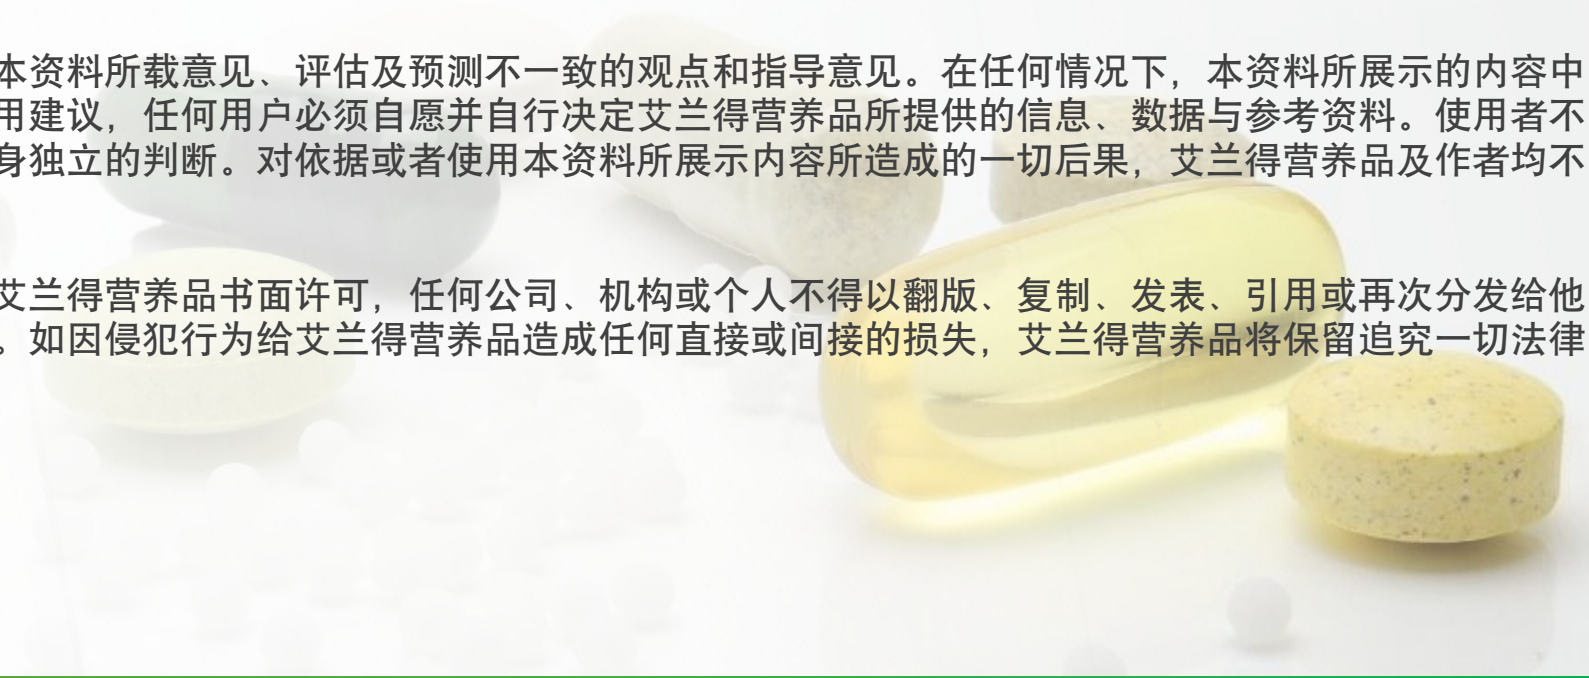 本资料所载意见、评估及预测不一致的观点和指导意见。在任何情况下，本资料所展示的内容中
用建议，任何用户必须自愿并自行决定艾兰得营养品所提供的信息、数据与参考资料。使用者不
身独立的判断。对依据或者使用本资料所展示内容所造成的一切后果，艾兰得营养品及作者均不
艾兰得营养品书面许可，任何公司、机构或个人不得以翻版、复制、发表、引用或再次分发给他
。如因侵犯行为给艾兰得营养品造成任何直接或间接的损失，艾兰得营养品将保留追究一切法律